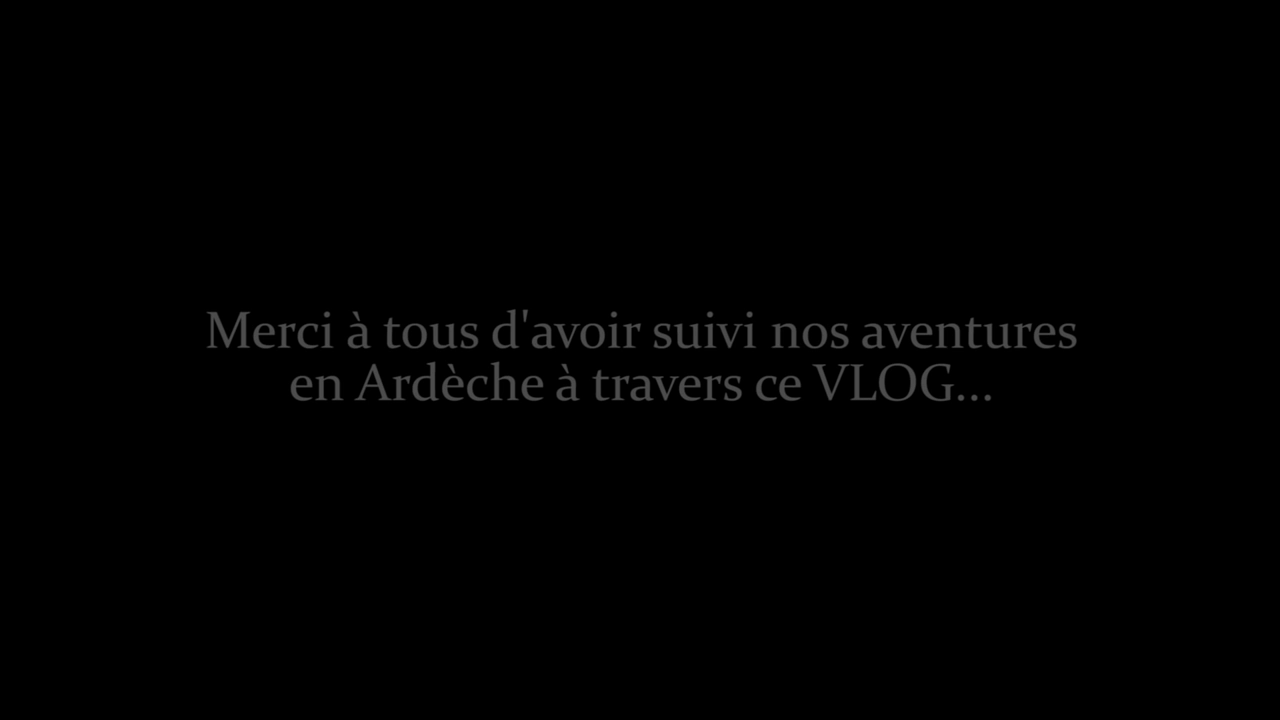 Merci à tous d'avoir suivi nos aventures
en Ardèche à travers ce VLOG...